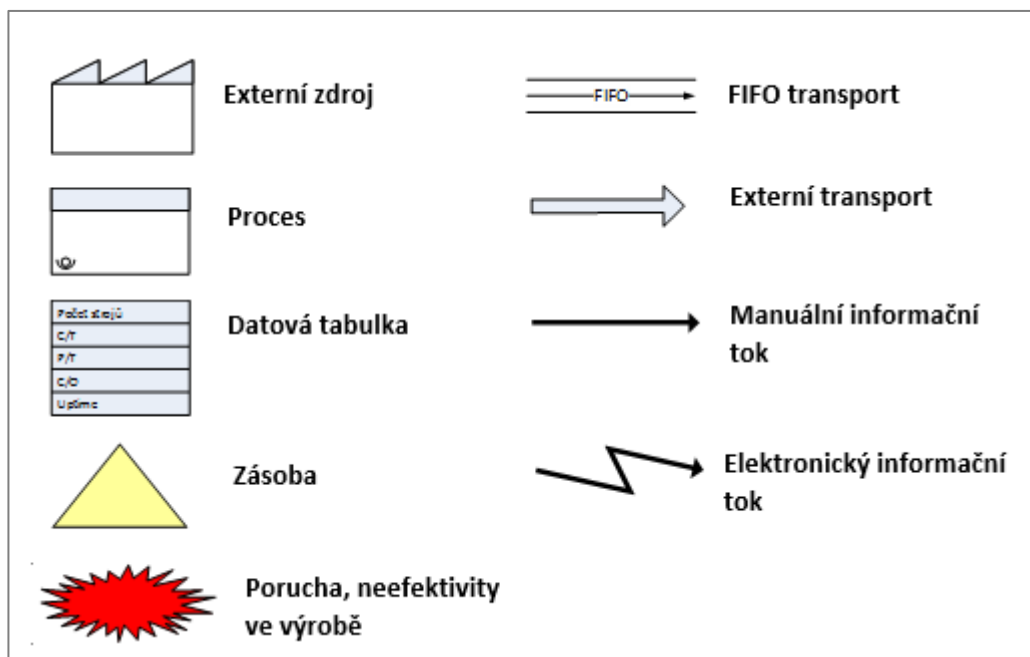 Externí zdroj
FIFO
FIFO transport
Proces
Externí transport
Počet strojů
C/T
P/T
C/O
Uptime
Datová tabulka
Manuální informační
tok
Zásoba
Elektronický informační
tok
Porucha, neefektivity
ve výrobě